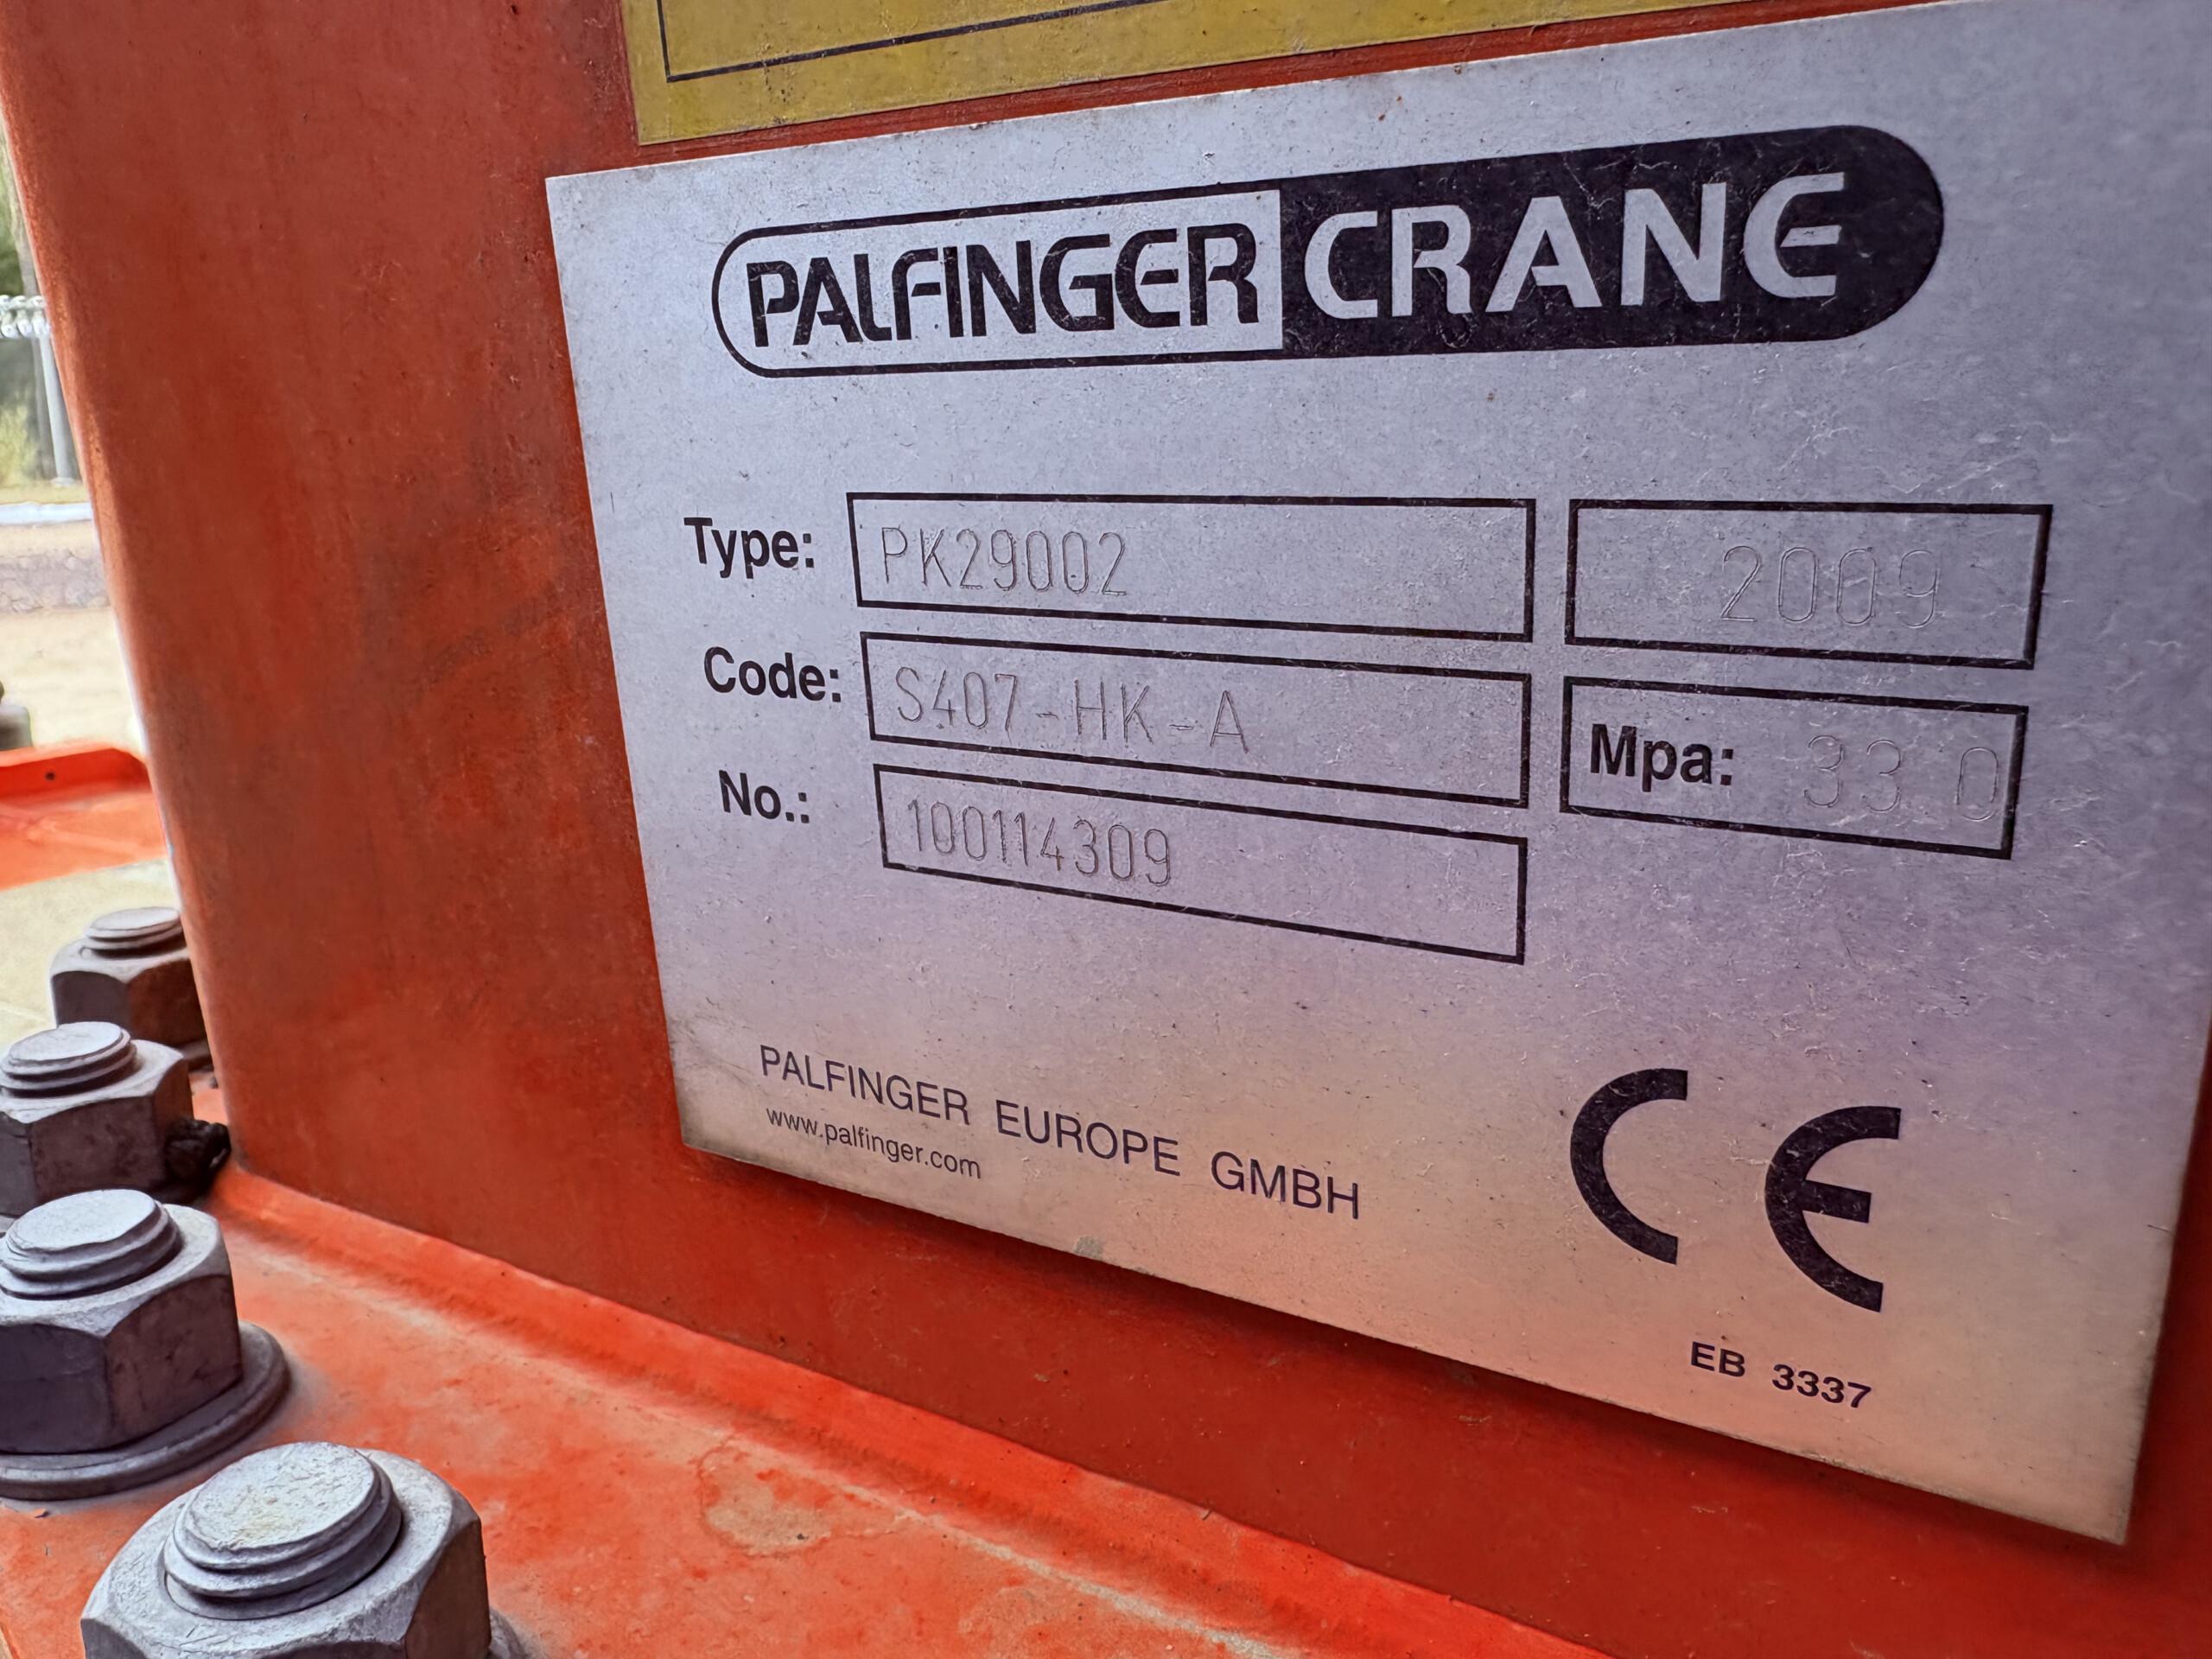 PALFINGER CRANE
Type: PK29002 2009
Code: S407-HK-A Mpa: 33 0
No.: 100114309
PALFINGER EUROPE GMBH
www.palfinger.com
CE
EB 3337